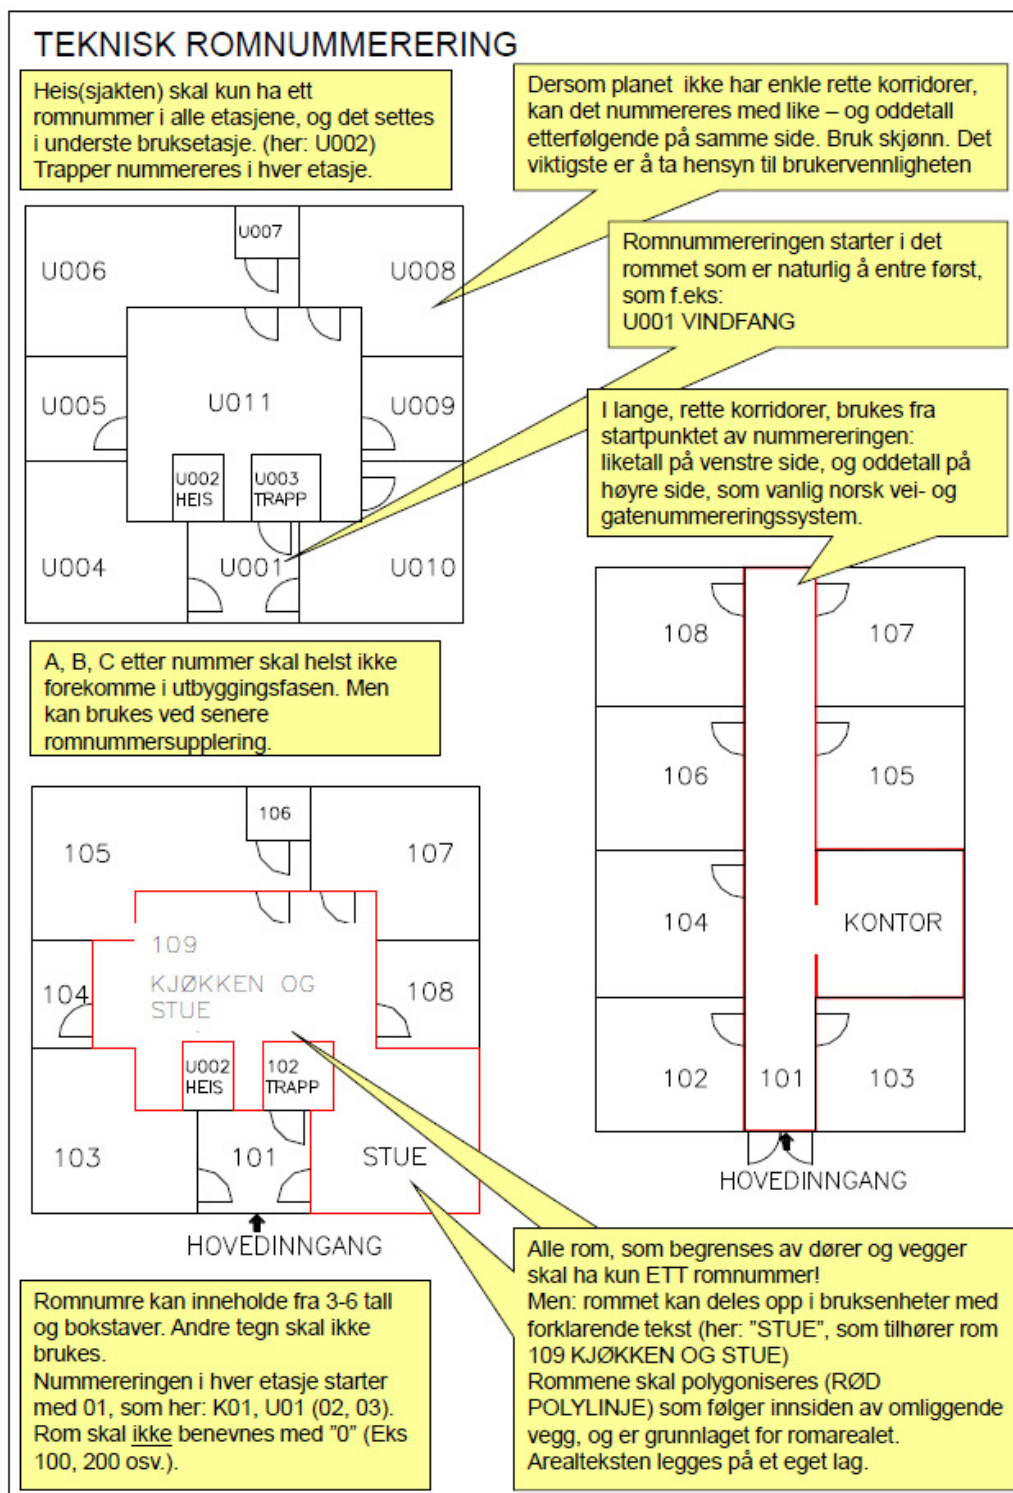 TEKNISK ROMNUMMERERING
Heis(sjakten) skal kun ha ett
romnummer i alle etasjene, og det settes
i underste bruksetasje. (her: U002)
Trapper nummereres i hver etasje.
Dersom planet ikke har enkle rette korridorer,
kan det nummereres med like – og oddetall
etterfølgende på samme side. Bruk skjønn. Det
viktigste er å ta hensyn til brukervennligheten
Romnummereringen starter i det
rommet som er naturlig å entre først,
som f.eks:
U001 VINDFANG
I lange, rette korridorer, brukes fra
startpunktet av nummereringen:
liketall på venstre side, og oddetall på
høyre side, som vanlig norsk vei- og
gatenummereringssystem.
U007
U006
U008
U005
U011
U009
U002
HEIS
U003
TRAPP
U004
U001
U010
A, B, C etter nummer skal helst ikke
forekomme i utbyggingsfasen. Men
kan brukes ved senere
romnummersupplering.
108
107
106
105
104
KONTOR
102
101
103
HOVEDINNGANG
106
105
107
109
KJØKKEN OG
STUE
104
108
U002
HEIS
102
TRAPP
103
101
STUE
HOVEDINNGANG
Romnumre kan inneholde fra 3-6 tall
og bokstaver. Andre tegn skal ikke
brukes.
Nummereringen i hver etasje starter
med 01, som her: K01, U01 (02, 03).
Rom skal ikke benevnes med ”0” (Eks
100, 200 osv.).
Alle rom, som begrenses av dører og vegger
skal ha kun ETT romnummer!
Men: rommet kan deles opp i bruksenheter med
forklarende tekst (her: ”STUE”, som tilhører rom
109 KJØKKEN OG STUE)
Rommene skal polygoniseres (RØD
POLYLINJE) som følger innsiden av omliggende
vegg, og er grunnlaget for romarealet.
Arealteksten legges på et eget lag.